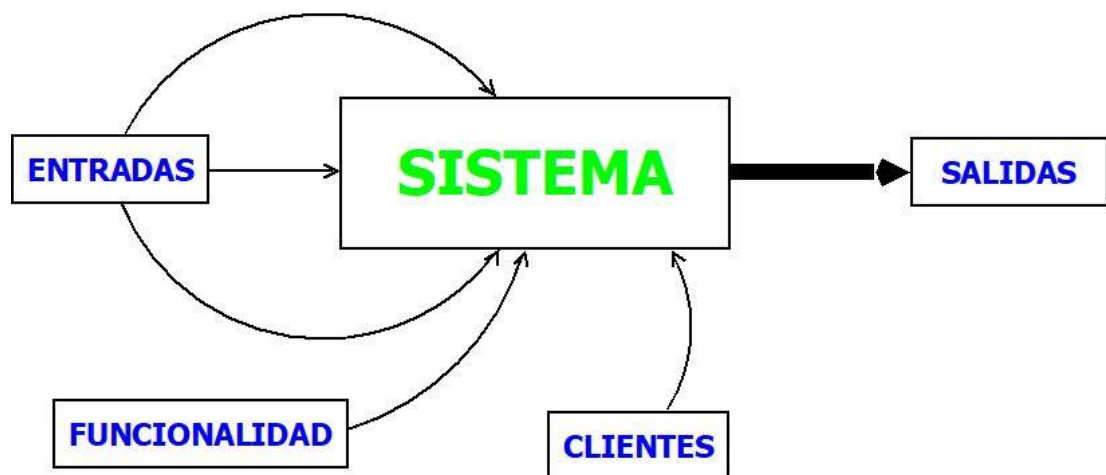 ENTRADAS
SISTEMA
SALIDAS
FUNCIONALIDAD
CLIENTES